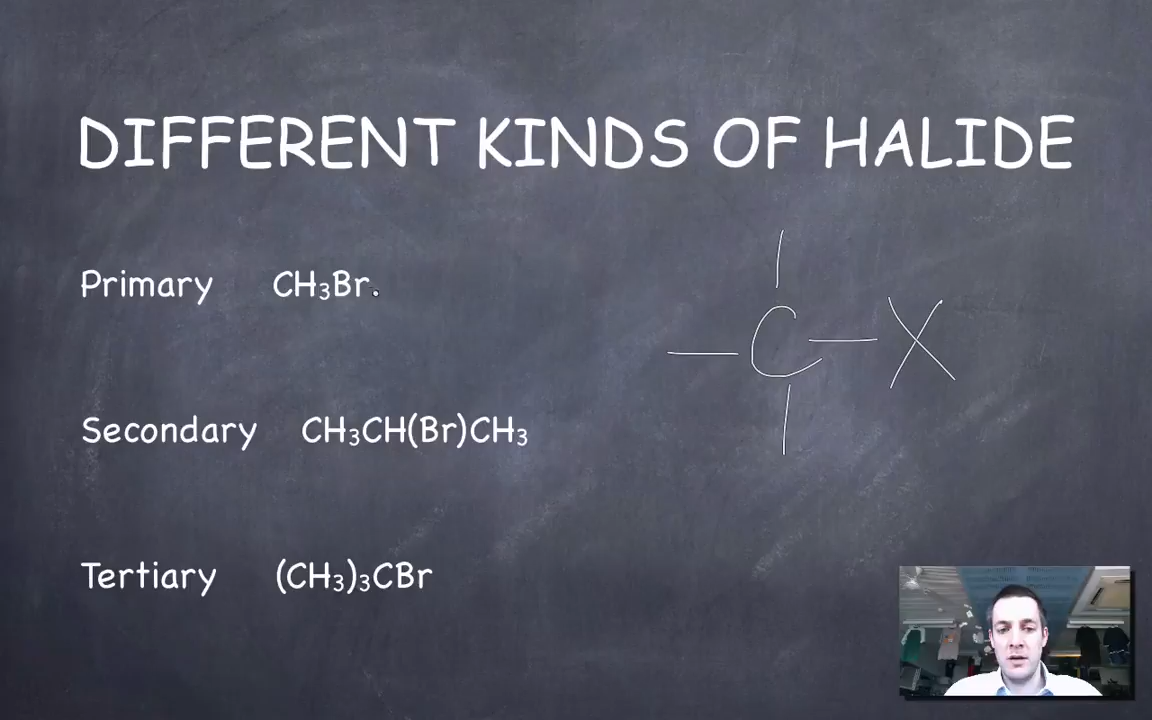 DIFFERENT KINDS OF HALIDE
Primary CH₃Br.
Secondary CH₃CH(Br)CH₃
Tertiary (CH₃)₃CBr
C — X